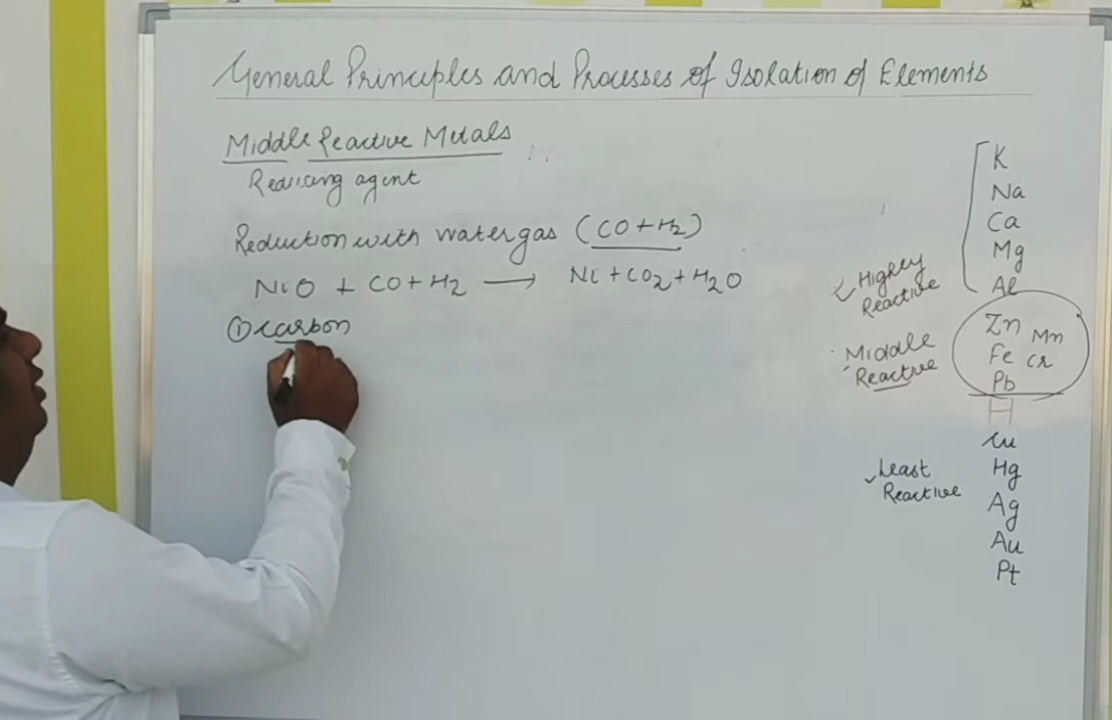 General Principles and Processes of Isolation of Elements
Middle Reactive Metals
Reducing agent
Reduction with water gas (CO+H₂)
NiO + CO + H₂ → Ni + CO₂ + H₂O
① carbon
K
Na
Ca
Mg
Al
Highly
Reactive
Zn Mn
Fe Cr
Pb
Middle
Reactive
H
Cu
Hg
Ag
Au
Pt
Least
Reactive